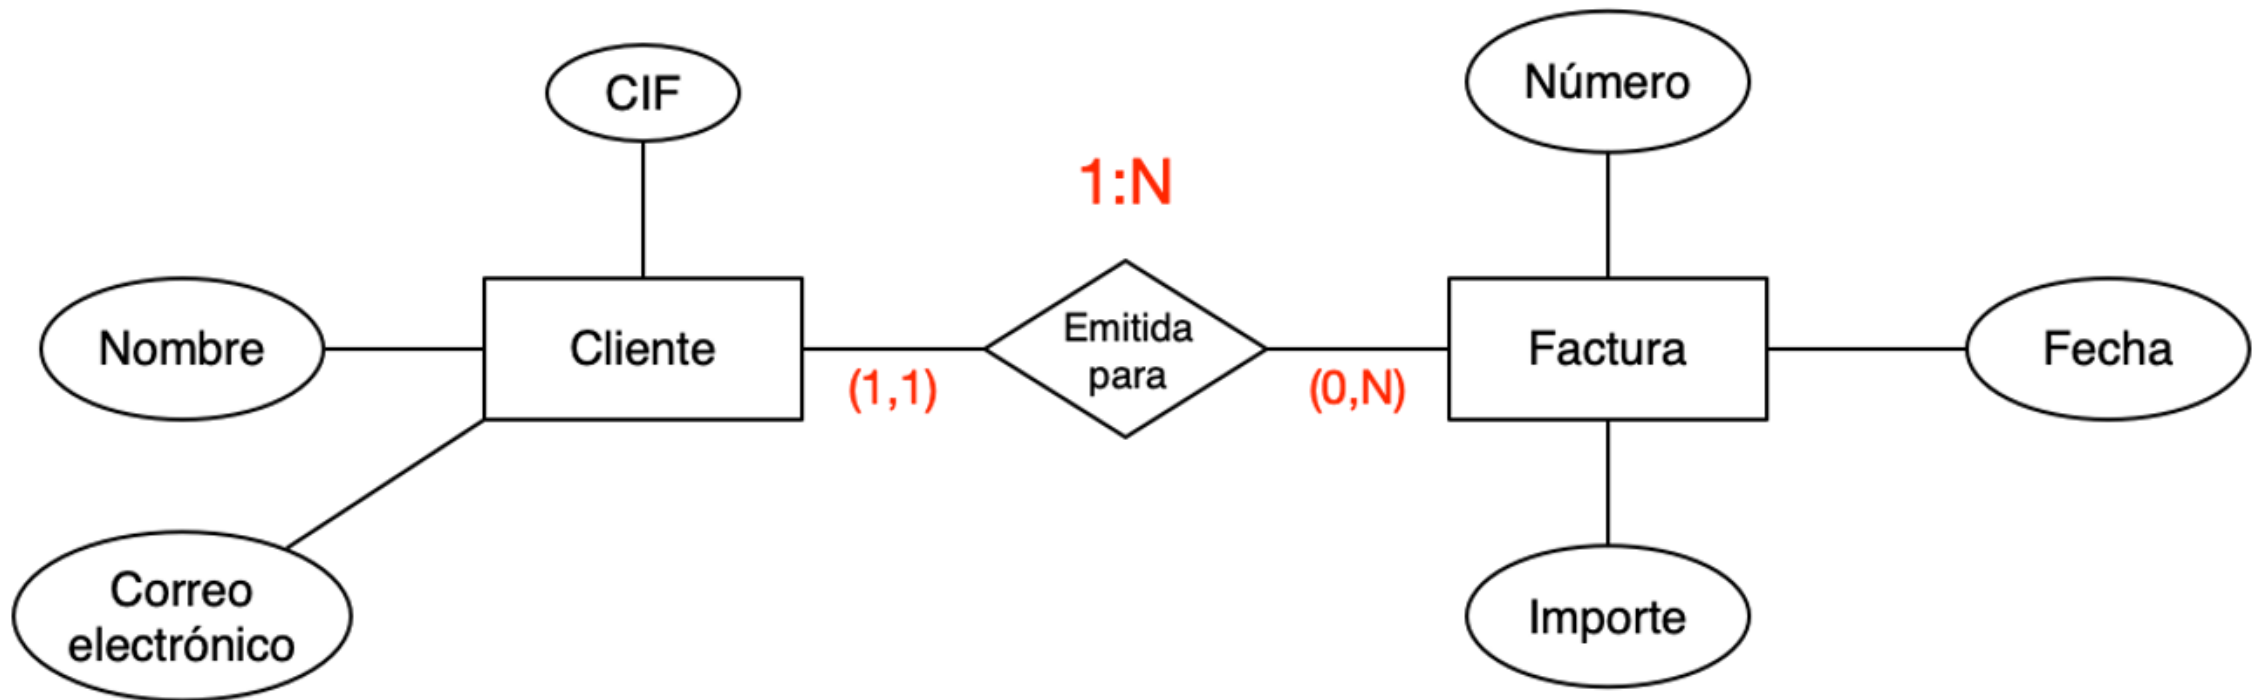 CIF
Número
1:N
Nombre
Cliente
(1,1)
Emitida
para
(0,N)
Factura
Fecha
Correo
electrónico
Importe